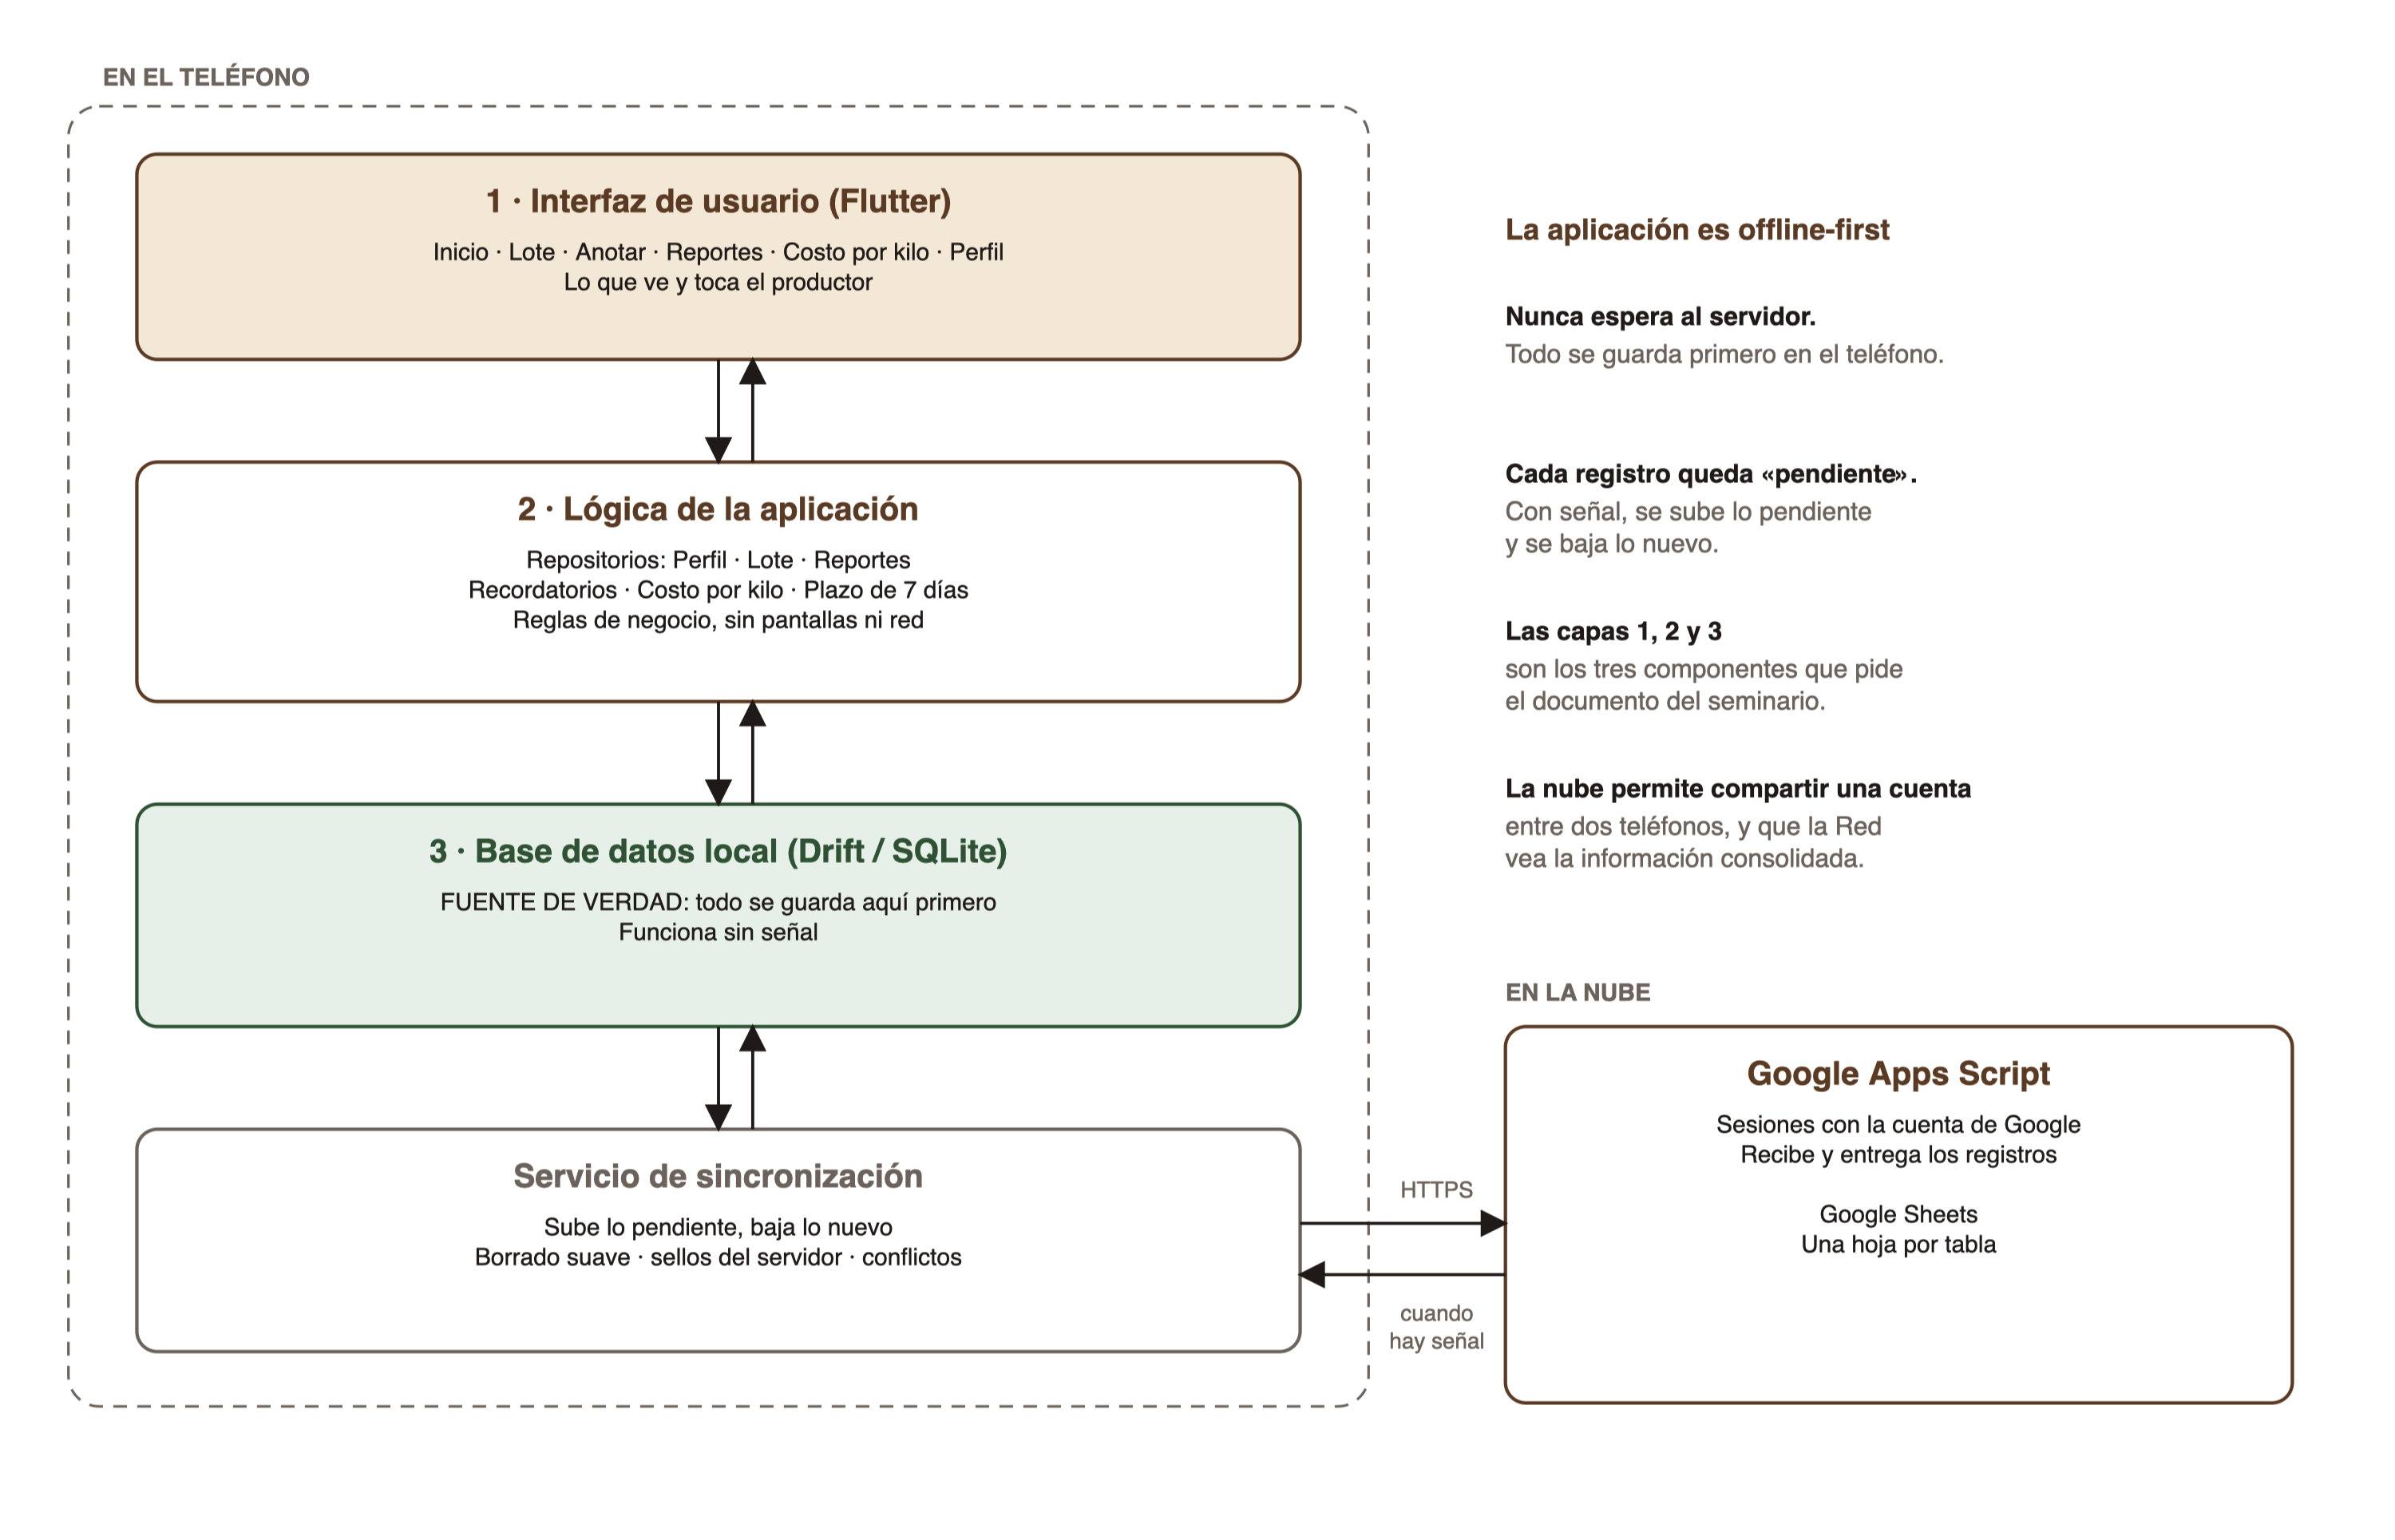 EN EL TELÉFONO
1 · Interfaz de usuario (Flutter)
Inicio · Lote · Anotar · Reportes · Costo por kilo · Perfil
Lo que ve y toca el productor
2 · Lógica de la aplicación
Repositorios: Perfil · Lote · Reportes
Recordatorios · Costo por kilo · Plazo de 7 días
Reglas de negocio, sin pantallas ni red
3 · Base de datos local (Drift / SQLite)
FUENTE DE VERDAD: todo se guarda aquí primero
Funciona sin señal
Servicio de sincronización
Sube lo pendiente, baja lo nuevo
Borrado suave · sellos del servidor · conflictos
HTTPS
cuando
hay señal
La aplicación es offline-first
Nunca espera al servidor.
Todo se guarda primero en el teléfono.
Cada registro queda «pendiente».
Con señal, se sube lo pendiente
y se baja lo nuevo.
Las capas 1, 2 y 3
son los tres componentes que pide
el documento del seminario.
La nube permite compartir una cuenta
entre dos teléfonos, y que la Red
vea la información consolidada.
EN LA NUBE
Google Apps Script
Sesiones con la cuenta de Google
Recibe y entrega los registros
Google Sheets
Una hoja por tabla